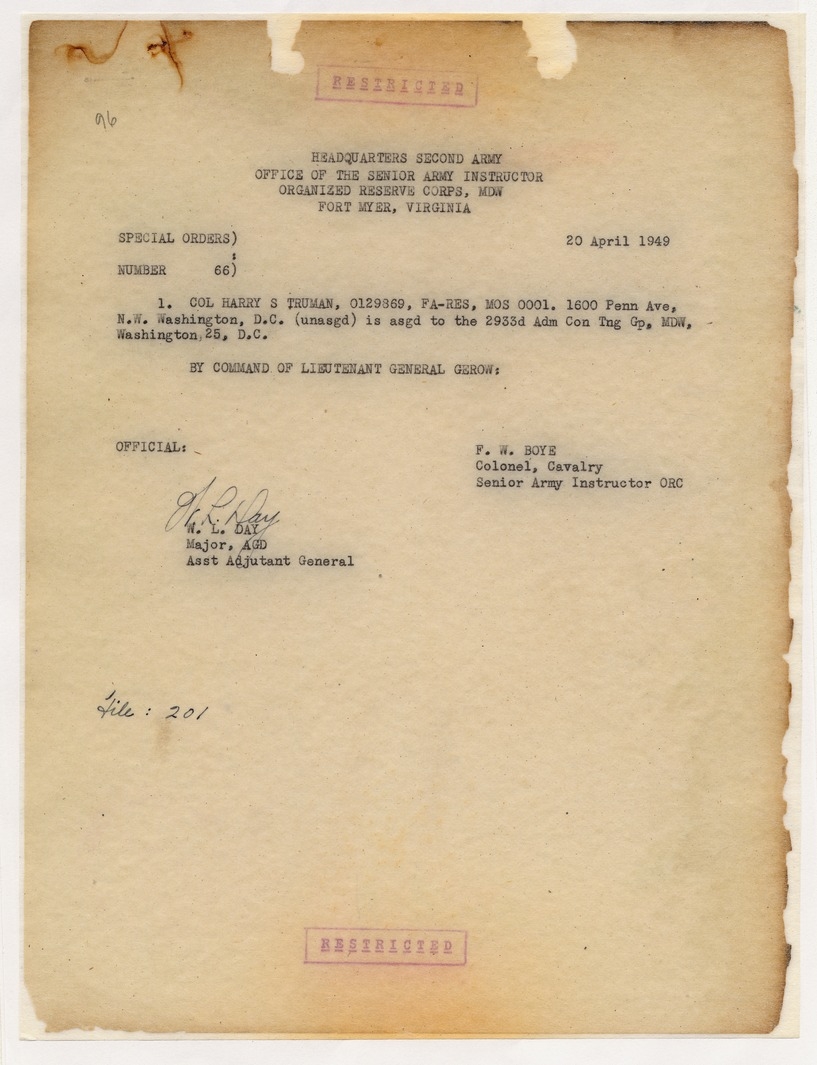 RESTRICTED
96
HEADQUARTERS SECOND ARMY
OFFICE OF THE SENIOR ARMY INSTRUCTOR
ORGANIZED RESERVE CORPS, MDW
FORT MYER, VIRGINIA
SPECIAL ORDERS) 20 April 1949
:
NUMBER 66)
1. COL HARRY S TRUMAN, 0129869, FA-RES, MOS 0001. 1600 Penn Ave,
N.W. Washington, D.C. (unasgd) is asgd to the 2933d Adm Con Tng Gp, MDW,
Washington 25, D.C.
BY COMMAND OF LIEUTENANT GENERAL GEROW:
OFFICIAL:
F. W. BOYE
Colonel, Cavalry
Senior Army Instructor ORC
W L Day
W. L. DAY
Major, AGD
Asst Adjutant General
File : 201
RESTRICTED